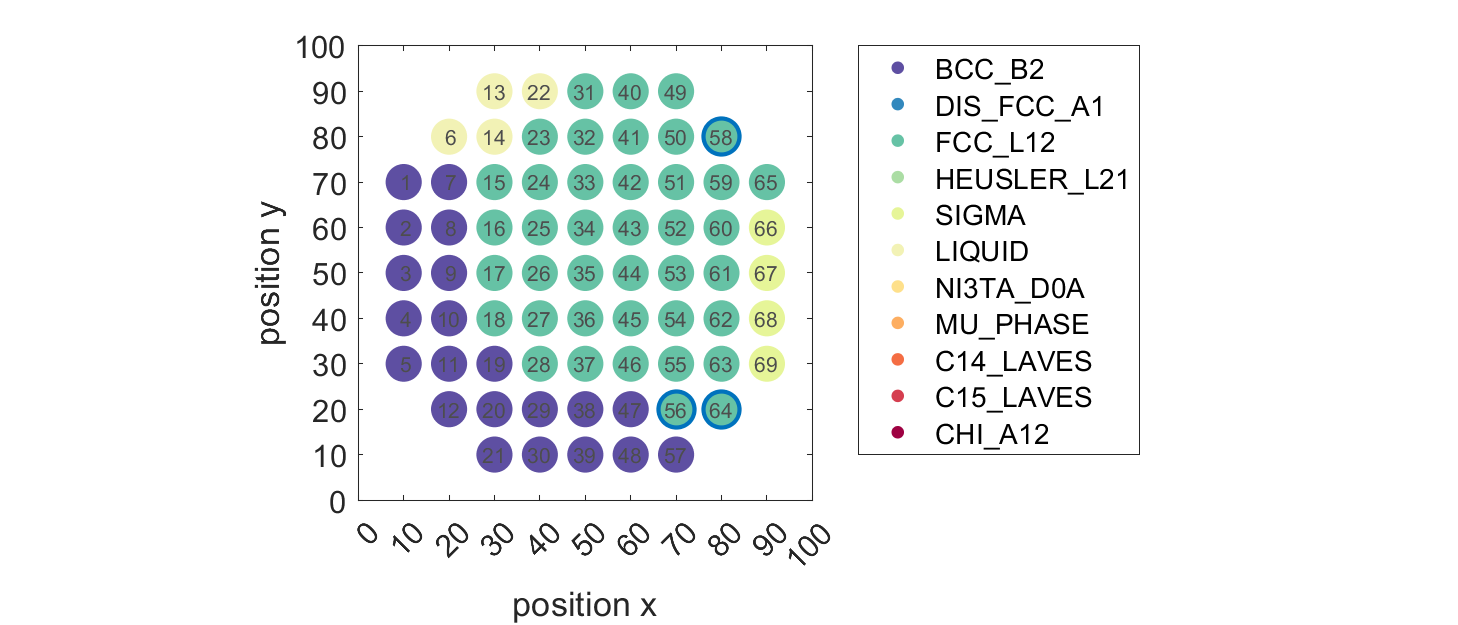 100
90
80
70
60
50
40
30
20
10
0
position y
13 22 31 40 49
6 14 23 32 41 50 58
1 7 15 24 33 42 51 59 65
2 8 16 25 34 43 52 60 66
3 9 17 26 35 44 53 61 67
4 10 18 27 36 45 54 62 68
5 11 19 28 37 46 55 63 69
12 20 29 38 47 56 64
21 30 39 48 57
0 10 20 30 40 50 60 70 80 90 100
position x
BCC_B2
DIS_FCC_A1
FCC_L12
HEUSLER_L21
SIGMA
LIQUID
NI3TA_D0A
MU_PHASE
C14_LAVES
C15_LAVES
CHI_A12